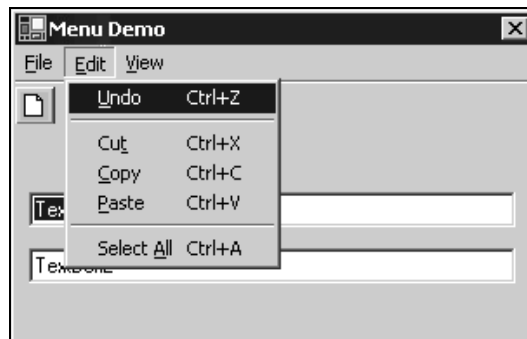 Menu Demo
File Edit View
Undo Ctrl+Z
Cut Ctrl+X
Copy Ctrl+C
Paste Ctrl+V
Select All Ctrl+A